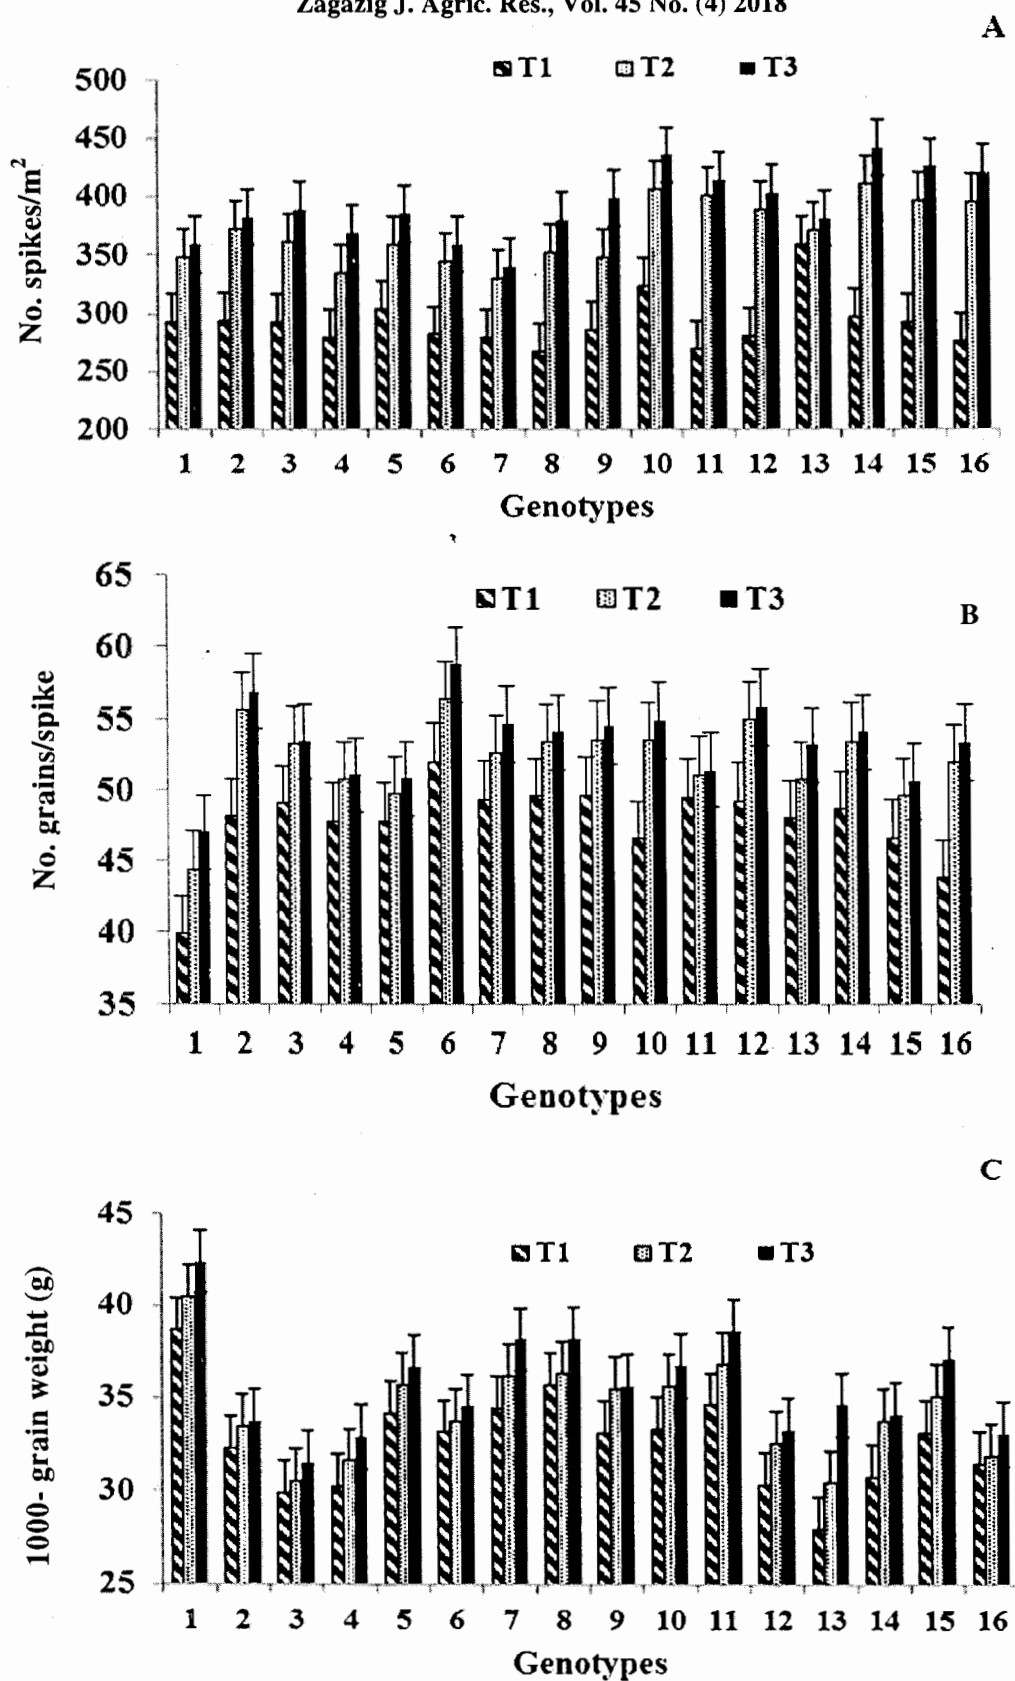 Zagazig J. Agric. Res., Vol. 45 No. (4) 2018
A
T1 T2 T3
500
450
400
350
300
250
200
No. spikes/m²
1 2 3 4 5 6 7 8 9 10 11 12 13 14 15 16
Genotypes
B
T1 T2 T3
65
60
55
50
45
40
35
No. grains/spike
1 2 3 4 5 6 7 8 9 10 11 12 13 14 15 16
Genotypes
C
T1 T2 T3
45
40
35
30
25
1000- grain weight (g)
1 2 3 4 5 6 7 8 9 10 11 12 13 14 15 16
Genotypes